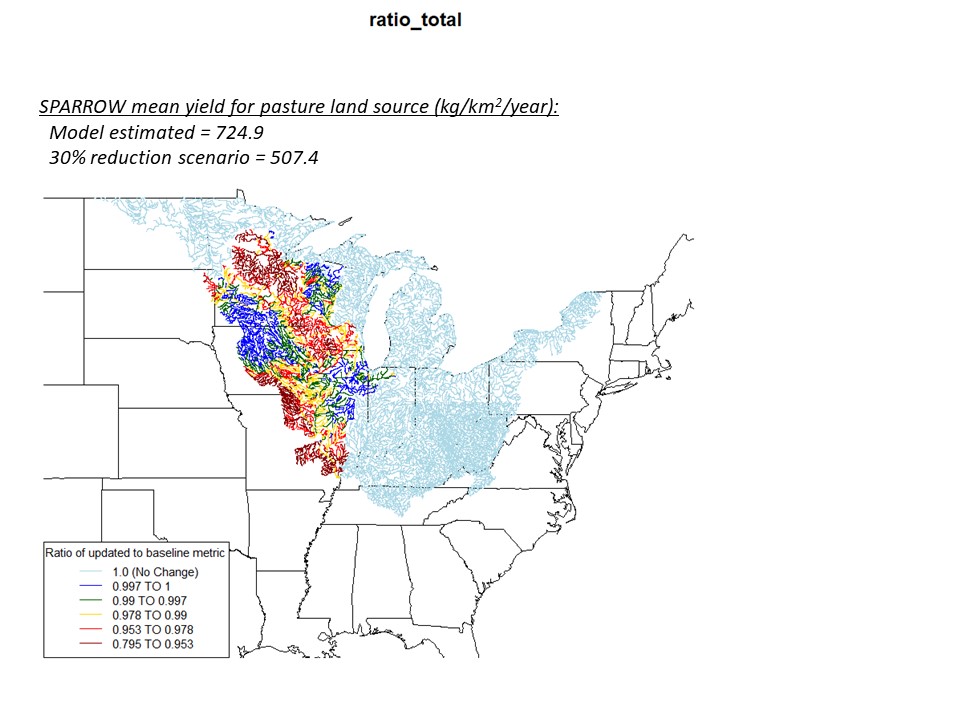 ratio_total
SPARROW mean yield for pasture land source (kg/km²/year):
Model estimated = 724.9
30% reduction scenario = 507.4
Ratio of updated to baseline metric
1.0 (No Change)
0.997 TO 1
0.99 TO 0.997
0.978 TO 0.99
0.953 TO 0.978
0.795 TO 0.953